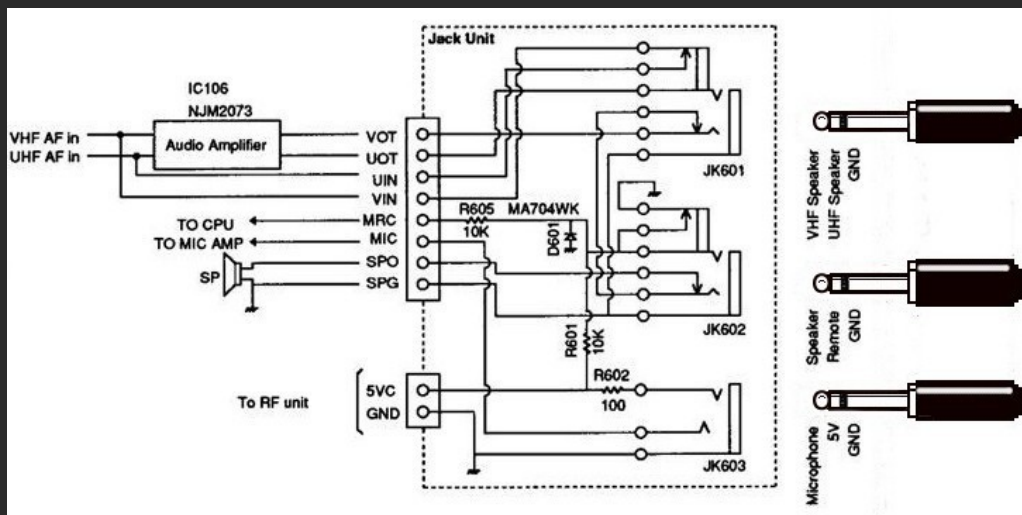 Jack Unit
IC106
NJM2073
VHF AF in
UHF AF in
Audio Amplifier
VOT
UOT
UIN
VIN
MRC
MIC
SPO
SPG
TO CPU
TO MIC AMP
SP
R605
10K
MA704WK
D601
JK601
R601
10K
JK602
R602
100
JK603
To RF unit
5VC
GND
VHF Speaker
UHF Speaker
GND
Speaker
Remote
GND
Microphone
5V
GND